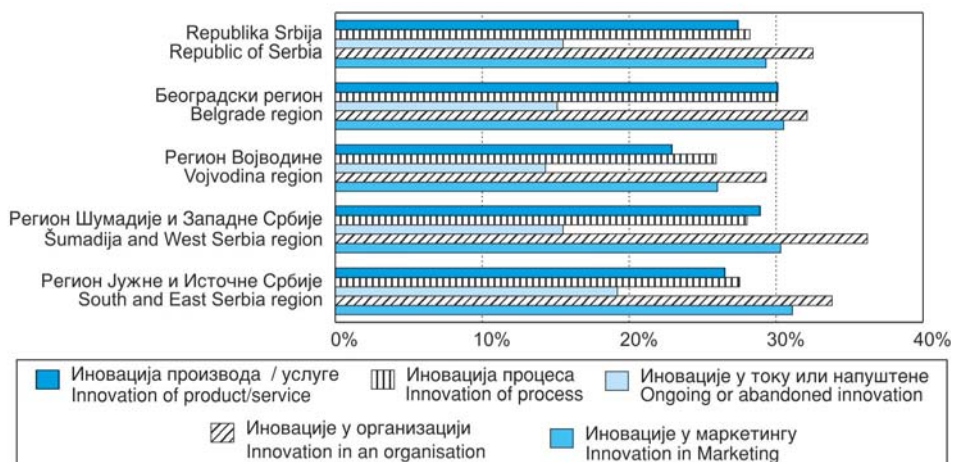 Republika Srbija
Republic of Serbia
Београдски регион
Belgrade region
Регион Војводине
Vojvodina region
Регион Шумадије и Западне Србије
Šumadija and West Serbia region
Регион Јужне и Источне Србије
South and East Serbia region
0% 10% 20% 30% 40%
Иновација производа / услуге
Innovation of product/service
Иновација процеса
Innovation of process
Иновације у току или напуштене
Ongoing or abandoned innovation
Иновације у организацији
Innovation in an organisation
Иновације у маркетингу
Innovation in Marketing